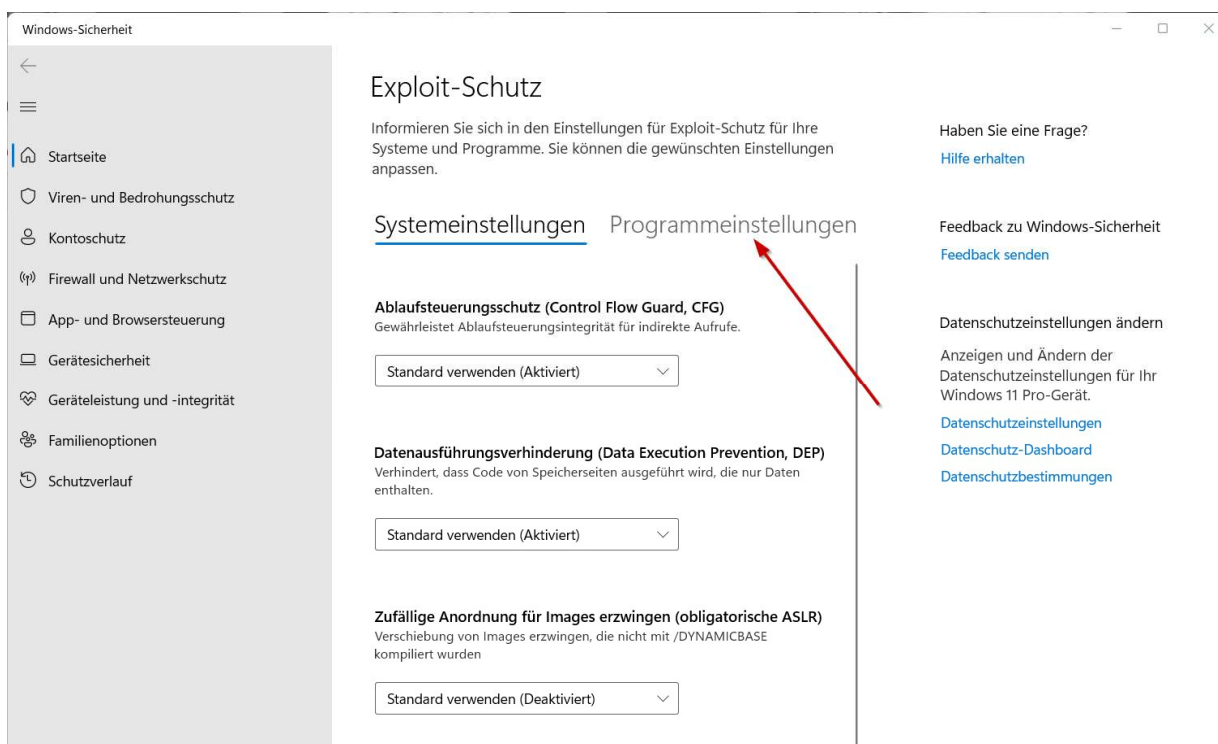 Windows-Sicherheit
Startseite
Viren- und Bedrohungsschutz
Kontoschutz
Firewall und Netzwerkschutz
App- und Browsersteuerung
Gerätesicherheit
Geräteleistung und -integrität
Familienoptionen
Schutzverlauf
Exploit-Schutz
Informieren Sie sich in den Einstellungen für Exploit-Schutz für Ihre
Systeme und Programme. Sie können die gewünschten Einstellungen
anpassen.
Systemeinstellungen Programmeinstellungen
Ablaufsteuerungsschutz (Control Flow Guard, CFG)
Gewährleistet Ablaufsteuerungsintegrität für indirekte Aufrufe.
Standard verwenden (Aktiviert)
Datenausführungsverhinderung (Data Execution Prevention, DEP)
Verhindert, dass Code von Speicherseiten ausgeführt wird, die nur Daten
enthalten.
Standard verwenden (Aktiviert)
Zufällige Anordnung für Images erzwingen (obligatorische ASLR)
Verschiebung von Images erzwingen, die nicht mit /DYNAMICBASE
kompiliert wurden
Standard verwenden (Deaktiviert)
Haben Sie eine Frage?
Hilfe erhalten
Feedback zu Windows-Sicherheit
Feedback senden
Datenschutzeinstellungen ändern
Anzeigen und Ändern der
Datenschutzeinstellungen für Ihr
Windows 11 Pro-Gerät.
Datenschutzeinstellungen
Datenschutz-Dashboard
Datenschutzbestimmungen